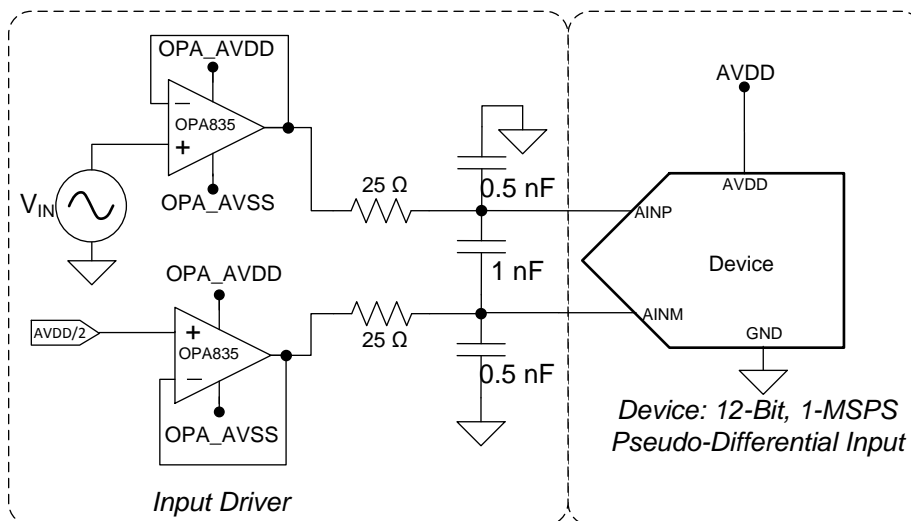 OPA_AVDD
−
OPA835
+
OPA_AVSS
VIN
25 Ω
0.5 nF
AVDD
AVDD
AINP
1 nF
Device
OPA_AVDD
AVDD/2
+
OPA835
−
25 Ω
AINM
GND
0.5 nF
OPA_AVSS
Device: 12-Bit, 1-MSPS
Pseudo-Differential Input
Input Driver